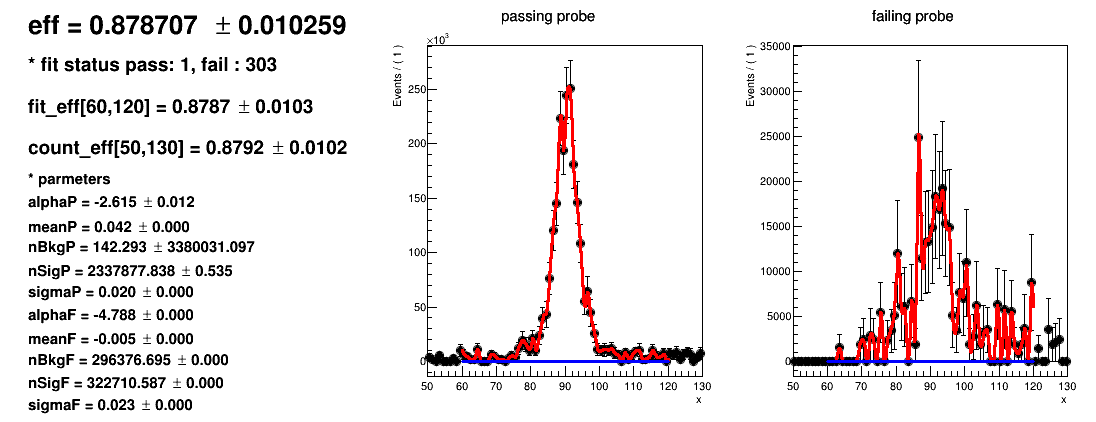 eff = 0.878707 ± 0.010259
* fit status pass: 1, fail : 303
fit_eff[60,120] = 0.8787 ± 0.0103
count_eff[50,130] = 0.8792 ± 0.0102
* parmeters
alphaP = -2.615 ± 0.012
meanP = 0.042 ± 0.000
nBkgP = 142.293 ± 3380031.097
nSigP = 2337877.838 ± 0.535
sigmaP = 0.020 ± 0.000
alphaF = -4.788 ± 0.000
meanF = -0.005 ± 0.000
nBkgF = 296376.695 ± 0.000
nSigF = 322710.587 ± 0.000
sigmaF = 0.023 ± 0.000
passing probe
×10³
Events / ( 1 )
250
200
150
100
50
0
50 60 70 80 90 100 110 120 130
x
failing probe
Events / ( 1 )
35000
30000
25000
20000
15000
10000
5000
0
50 60 70 80 90 100 110 120 130
x